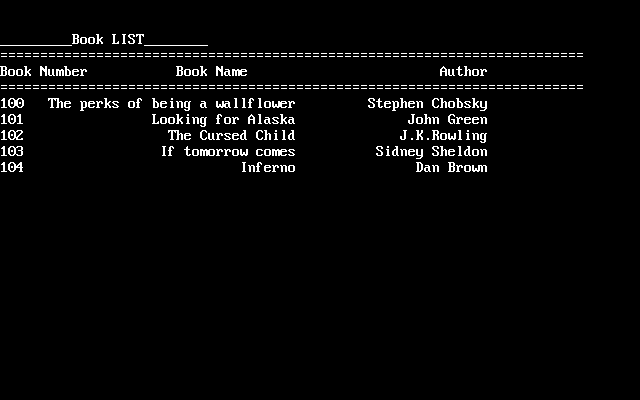 _________Book LIST________
=========================================================================
Book Number Book Name Author
=========================================================================
100 The perks of being a wallflower Stephen Chobsky
101 Looking for Alaska John Green
102 The Cursed Child J.K.Rowling
103 If tomorrow comes Sidney Sheldon
104 Inferno Dan Brown